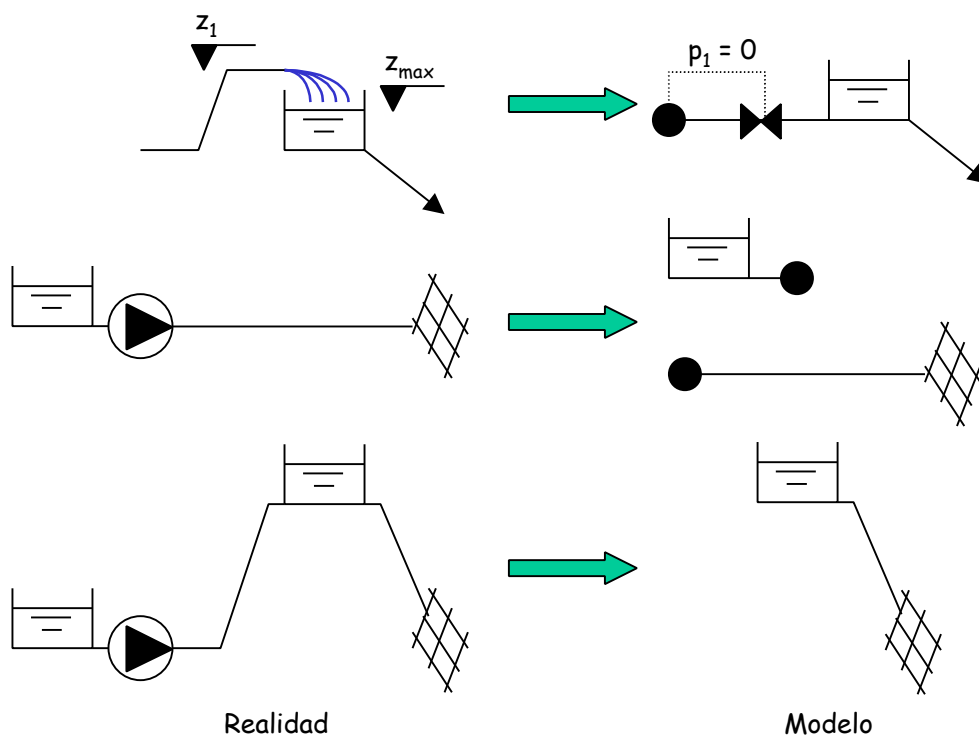 z₁
zₘₐₓ
p₁ = 0
Realidad
Modelo